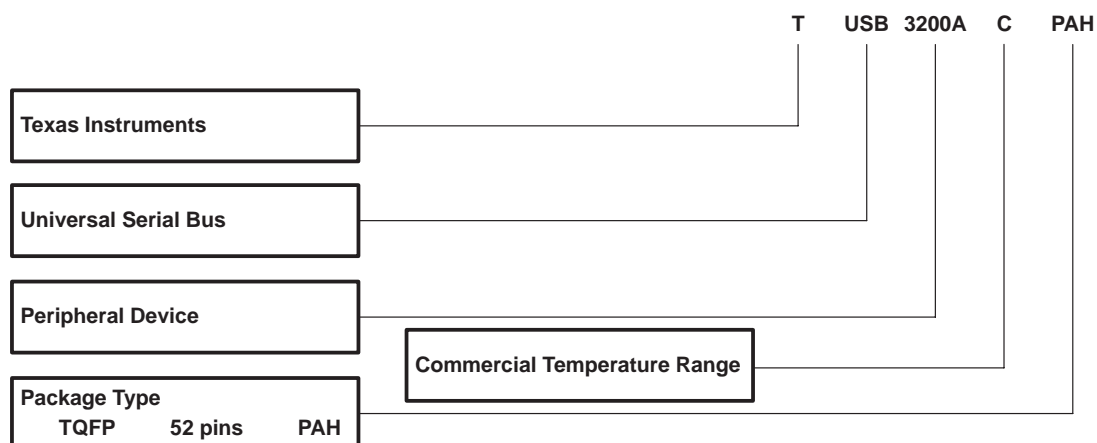 T USB 3200A C PAH
Texas Instruments
Universal Serial Bus
Peripheral Device
Commercial Temperature Range
Package Type
TQFP 52 pins PAH